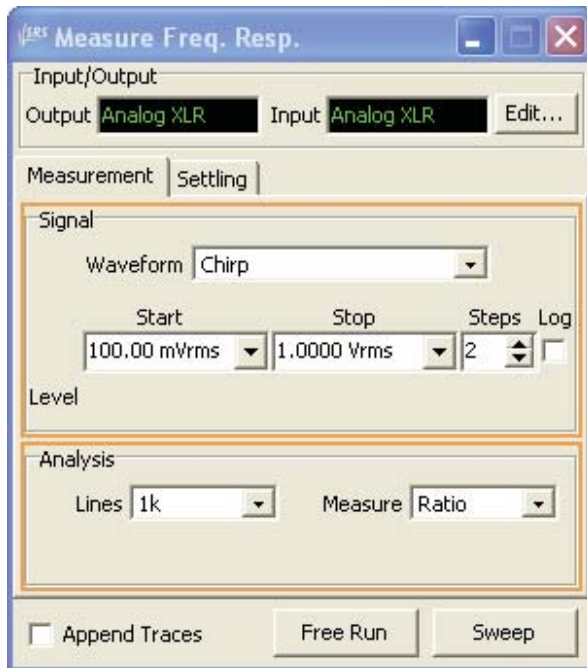 SRS Measure Freq. Resp.
Input/Output
Output Analog XLR Input Analog XLR Edit...
Measurement Settling
Signal
Waveform Chirp
Start Stop Steps Log
100.00 mVrms 1.0000 Vrms 2
Level
Analysis
Lines 1k Measure Ratio
Append Traces Free Run Sweep